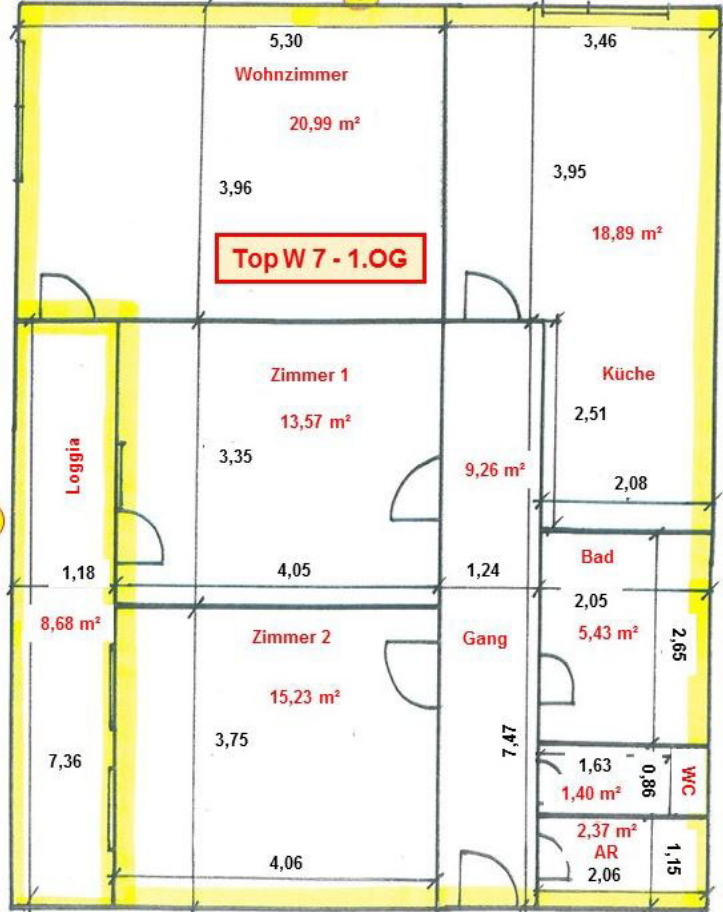 5,30
3,46
Wohnzimmer
20,99 m²
3,96
3,95
18,89 m²
Top W 7 - 1.OG
Zimmer 1
13,57 m²
Küche
2,51
3,35
Loggia
9,26 m²
2,08
1,18
4,05
1,24
Bad
2,05
5,43 m²
2,65
8,68 m²
Zimmer 2
Gang
15,23 m²
3,75
7,47
7,36
1,63
0,86
WC
1,40 m²
2,37 m²
AR
2,06
1,15
4,06